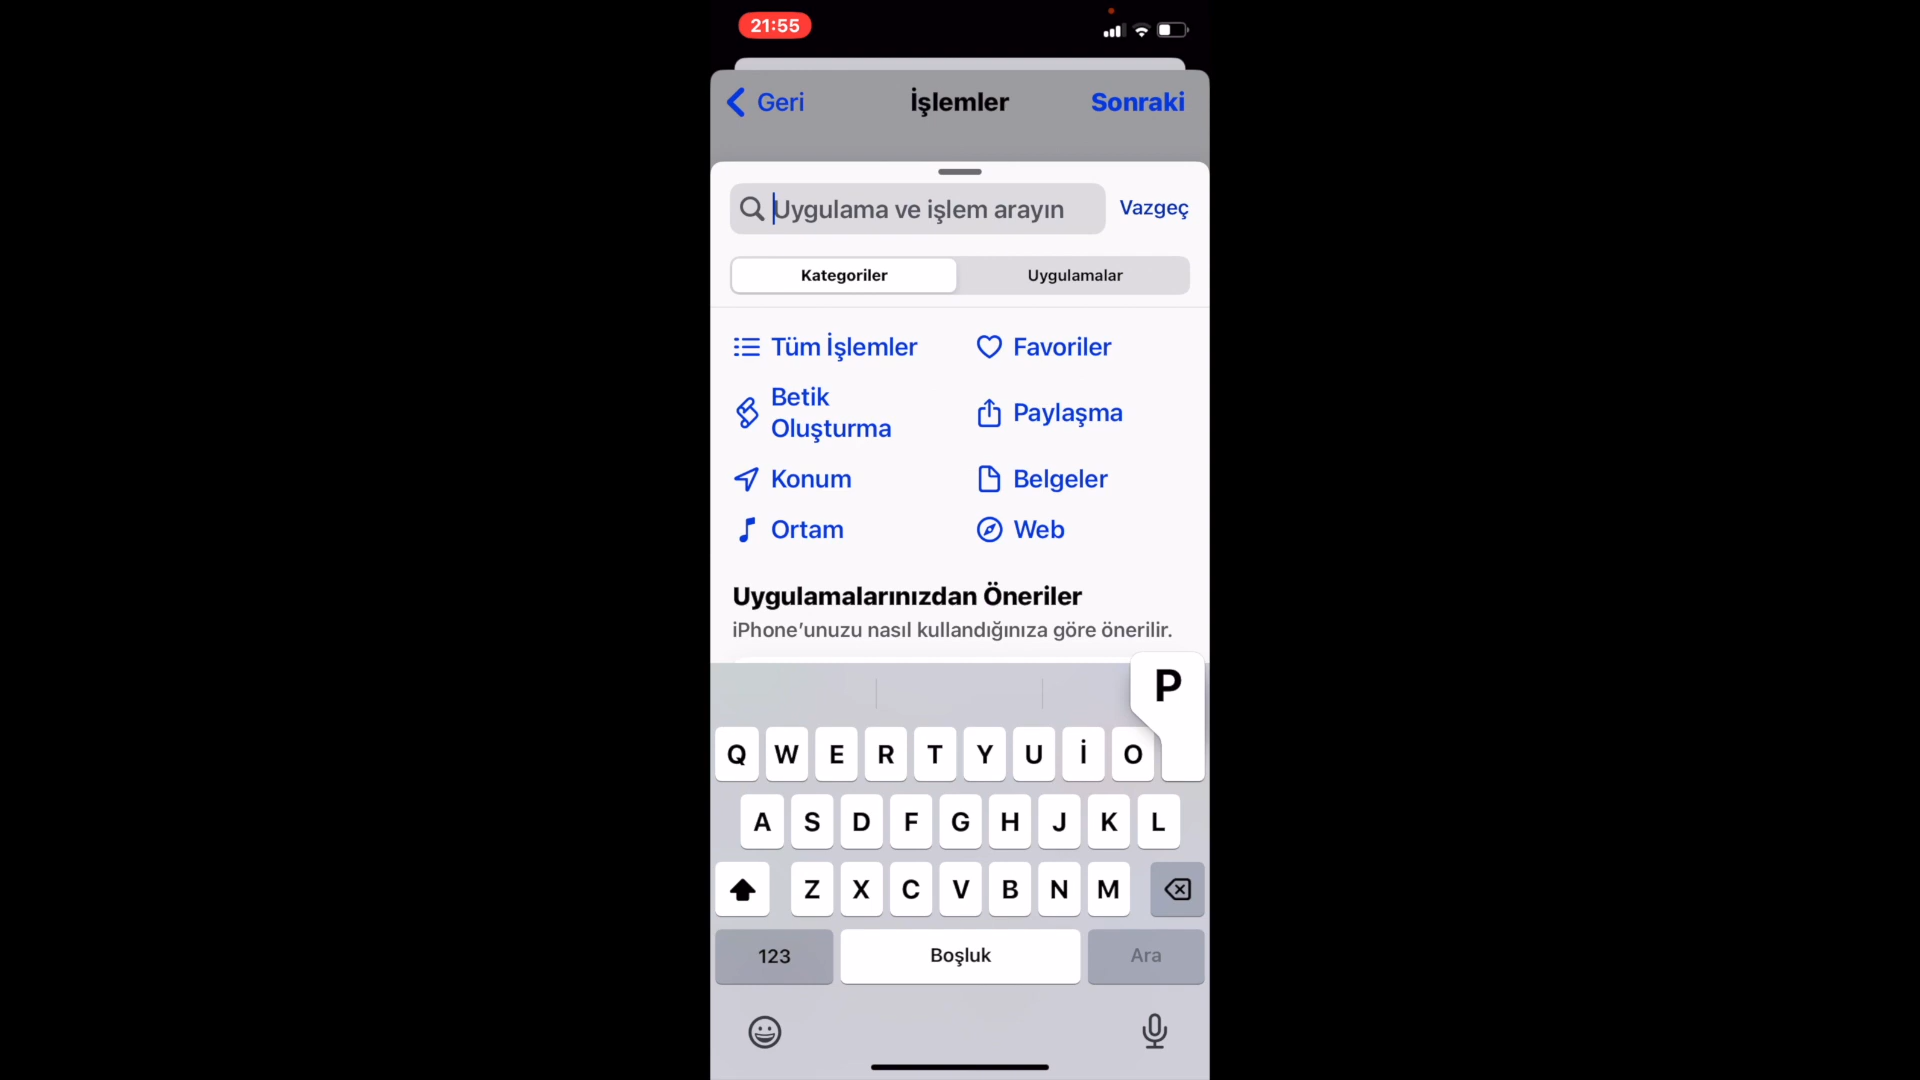 21:55
Geri
İşlemler
Sonraki
Uygulama ve işlem arayın
Vazgeç
Kategoriler
Uygulamalar
Tüm İşlemler
Favoriler
Betik
Oluşturma
Paylaşma
Konum
Belgeler
Ortam
Web
Uygulamalarınızdan Öneriler
iPhone’unuzu nasıl kullandığınıza göre önerilir.
P
Q W E R T Y U İ O
A S D F G H J K L
Z X C V B N M
123
Boşluk
Ara